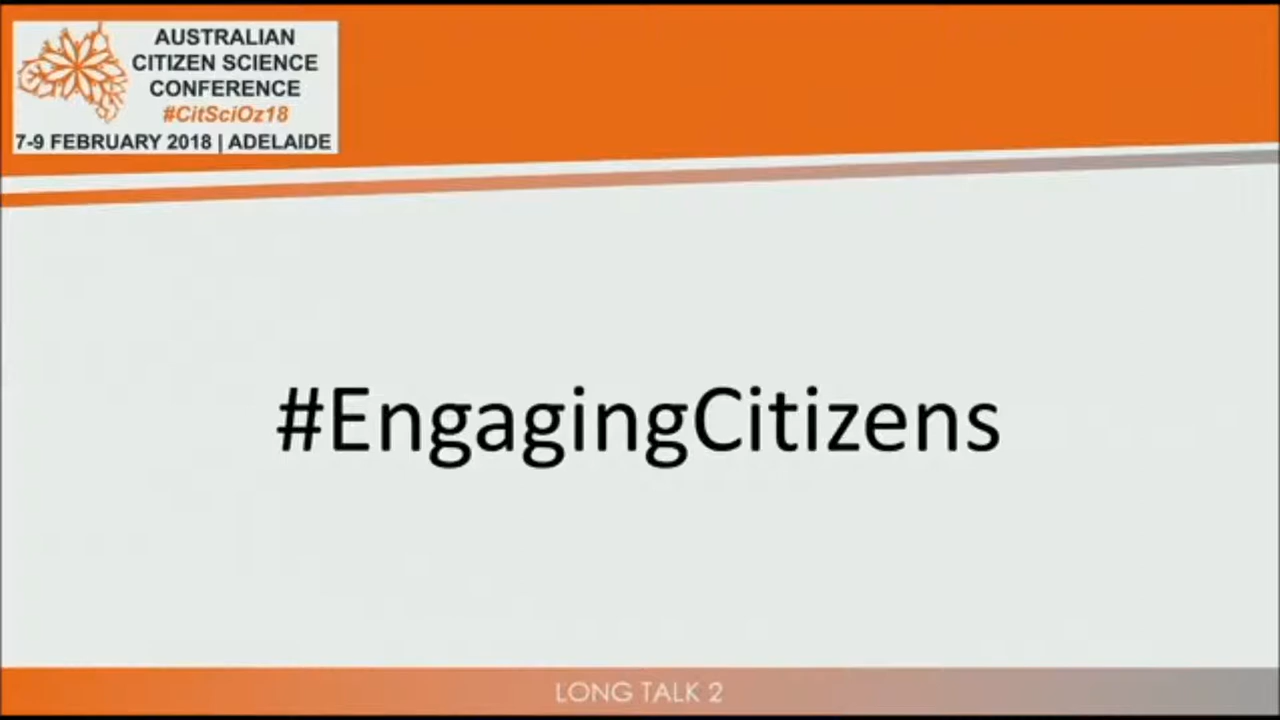 AUSTRALIAN
CITIZEN SCIENCE
CONFERENCE
#CitSciOz18
7-9 FEBRUARY 2018 | ADELAIDE
#EngagingCitizens
LONG TALK 2